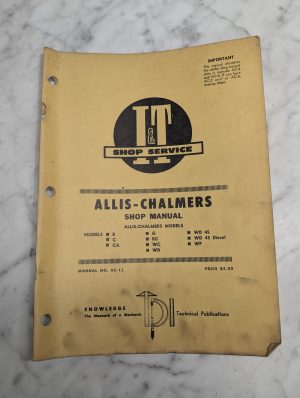 IMPORTANT
I&T
SHOP SERVICE
ALLIS-CHALMERS
SHOP MANUAL
ALLIS-CHALMERS MODELS
MODELS ■ B ■ G ■ WD 45
■ C ■ RC ■ WD 45 Diesel
■ CA ■ WC ■ WF
■ WD
MANUAL NO. AC-11 PRICE $4.50
KNOWLEDGE
The Measure of a Mechanic
Technical Publications